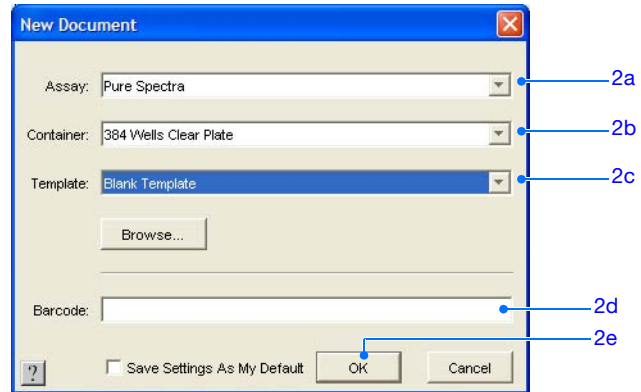 New Document
Assay: Pure Spectra 2a
Container: 384 Wells Clear Plate 2b
Template: Blank Template 2c
Browse...
Barcode: 2d
2e
? Save Settings As My Default OK Cancel